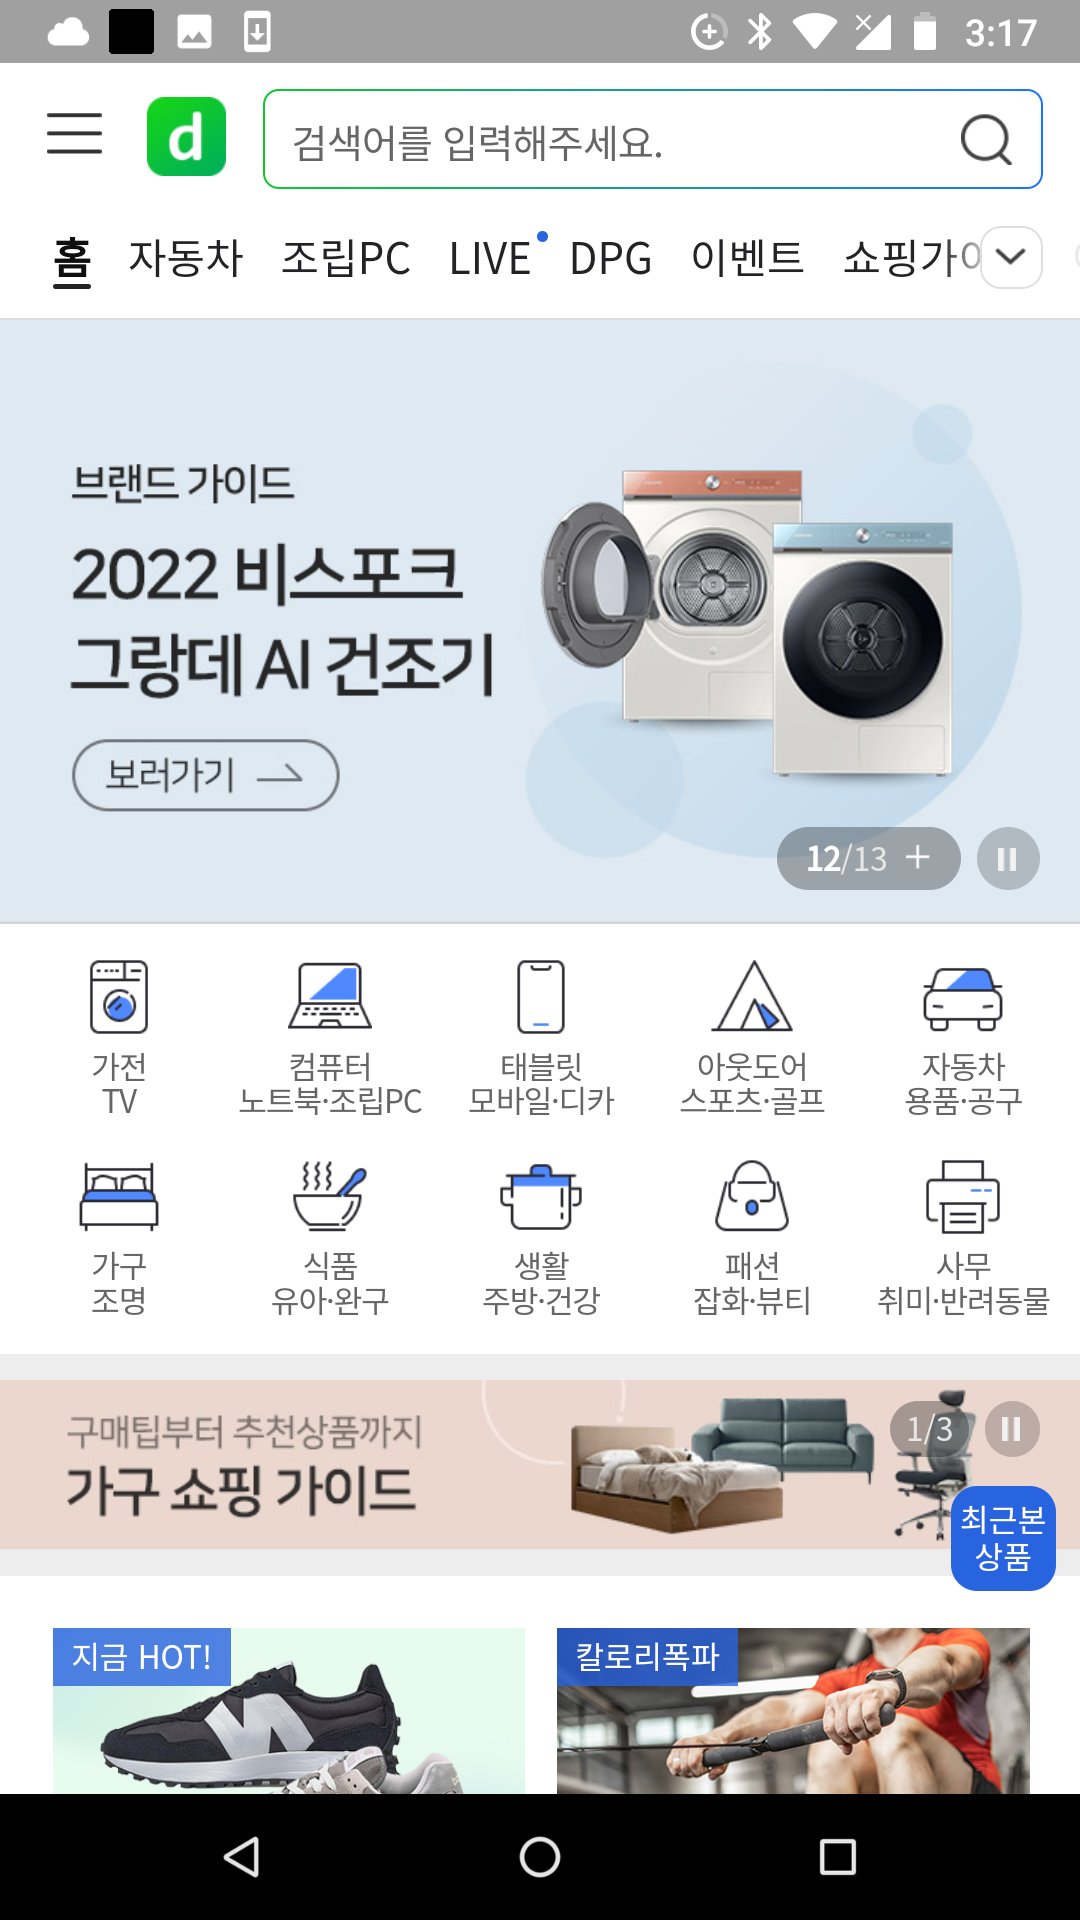 3:17
d
검색어를 입력해주세요.
홈 자동차 조립PC LIVE DPG 이벤트 쇼핑가이
브랜드 가이드
2022 비스포크
그랑데 AI 건조기
보러가기
12/13 +
가전 컴퓨터 태블릿 아웃도어 자동차
TV 노트북·조립PC 모바일·디카 스포츠·골프 용품·공구
가구 식품 생활 패션 사무
조명 유아·완구 주방·건강 잡화·뷰티 취미·반려동물
구매팁부터 추천상품까지
가구 쇼핑 가이드
1/3
최근본
상품
지금 HOT! 칼로리폭파